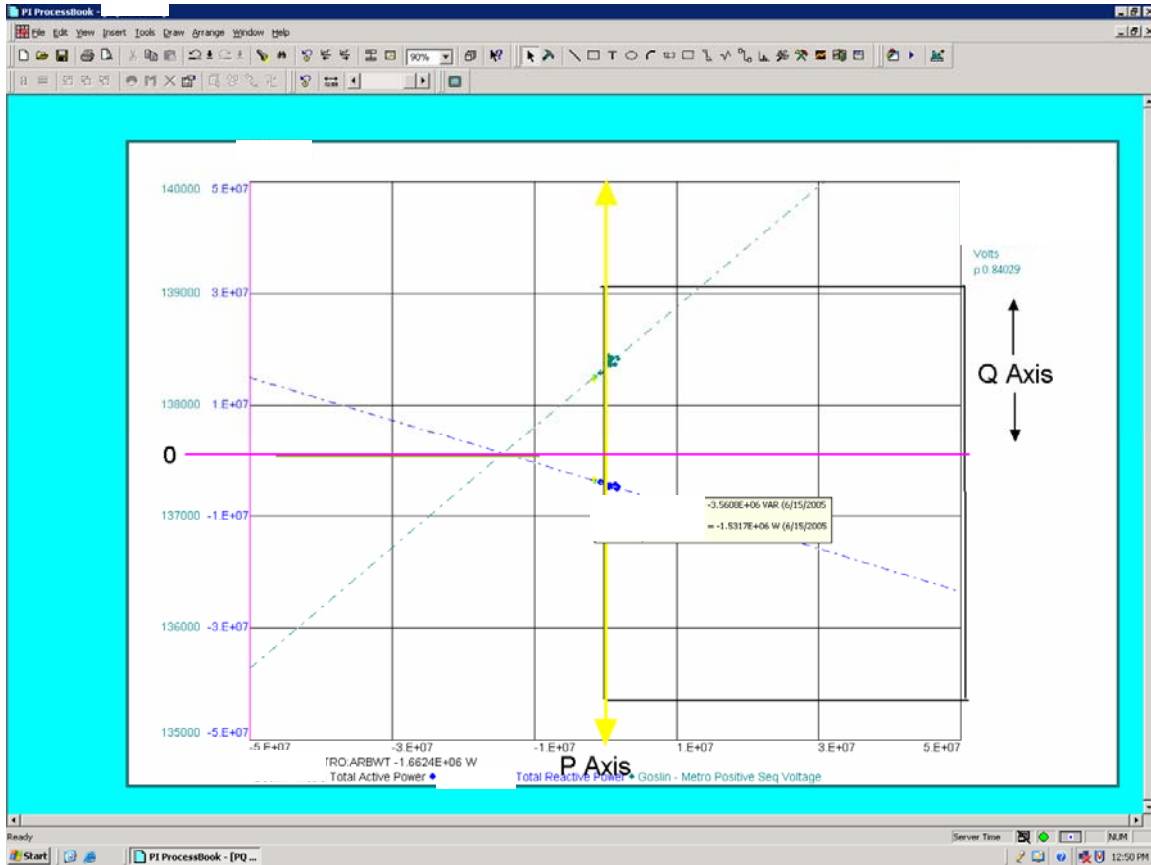 PI ProcessBook -
File Edit View Insert Tools Draw Arrange Window Help
90%
140000 5.E+07
139000 3.E+07
138000 1.E+07
0
137000 -1.E+07
136000 -3.E+07
135000 -5.E+07
Volts
ρ 0.84029
Q Axis
-3.5608E+06 VAR (6/15/2005
= -1.5317E+06 W (6/15/2005
-5.E+07 -3.E+07 -1.E+07 1.E+07 3.E+07 5.E+07
TRO:ARBWT -1.6624E+06 W
P Axis
Total Active Power Total Reactive Power Goslin - Metro Positive Seq Voltage
Ready Server Time NUM
Start PI ProcessBook - [PQ ... 12:50 PM